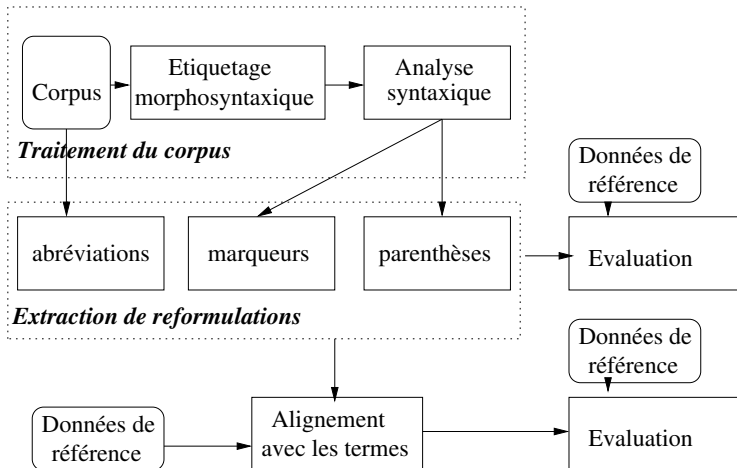 Corpus
Etiquetage
morphosyntaxique
Analyse
syntaxique
Traitement du corpus
Données de
référence
abréviations
marqueurs
parenthèses
Evaluation
Extraction de reformulations
Données de
référence
Données de
référence
Alignement
avec les termes
Evaluation